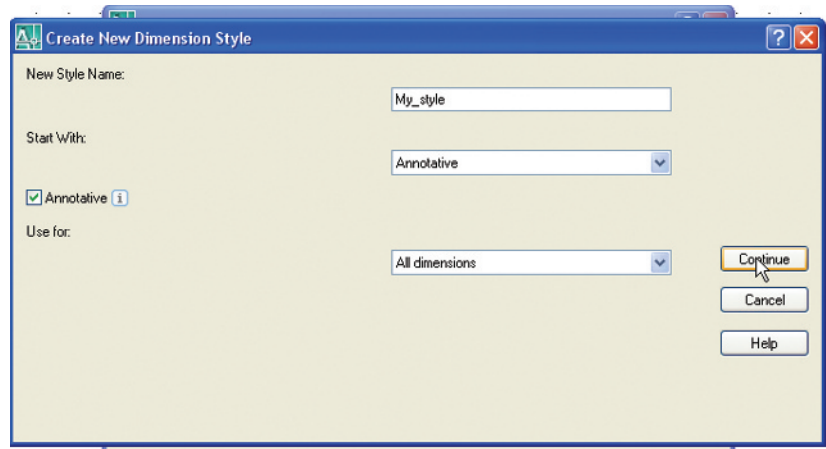 Create New Dimension Style
New Style Name:
My_style
Start With:
Annotative
Annotative i
Use for:
All dimensions
Continue
Cancel
Help